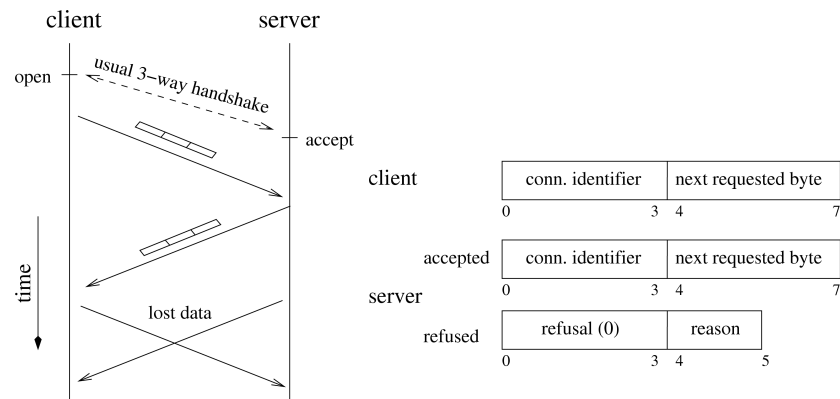 client
server
open
usual 3-way handshake
accept
time
lost data
client
conn. identifier
next requested byte
0 3 4 7
accepted
conn. identifier
next requested byte
0 3 4 7
server
refused
refusal (0)
reason
0 3 4 5